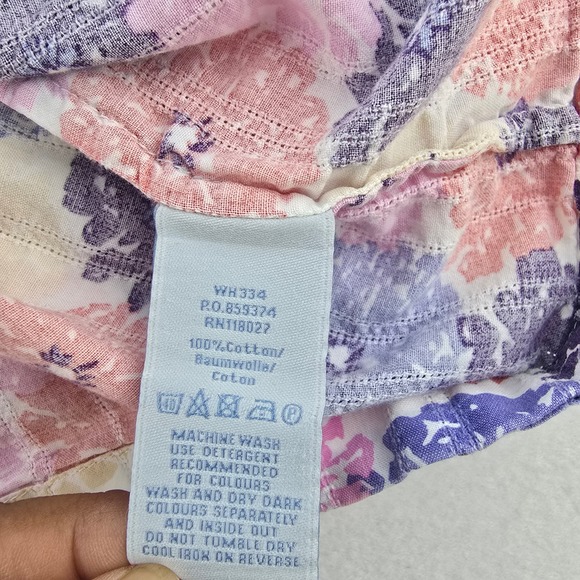 WH334
P.O.859374
RN118027
100%Cotton/
Baumwolle/
Coton
MACHINE WASH
USE DETERGENT
RECOMMENDED
FOR COLOURS
WASH AND DRY DARK
COLOURS SEPARATELY
AND INSIDE OUT
DO NOT TUMBLE DRY
COOL IRON ON REVERSE